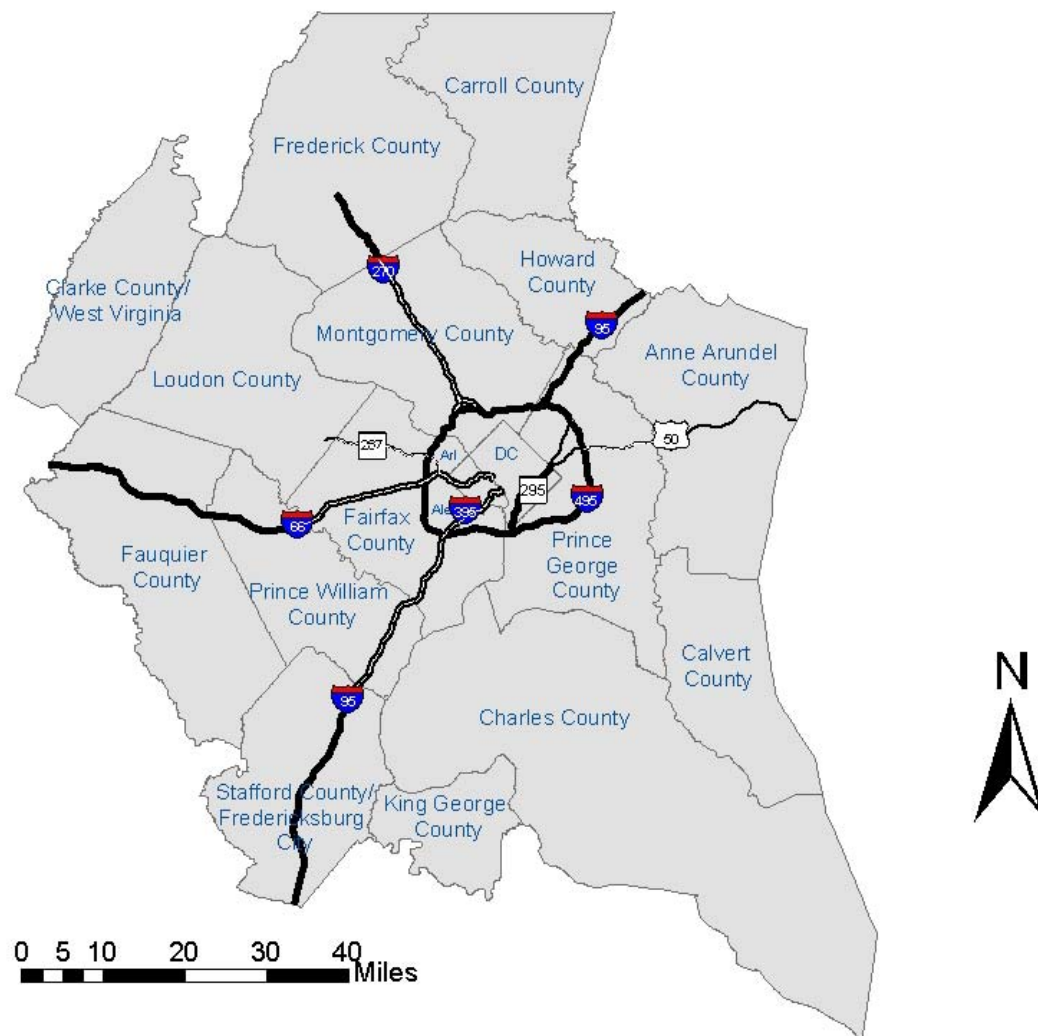 Carroll County
Frederick County
270
Howard
County
Clarke County/
West Virginia
Montgomery County
95
Anne Arundel
County
Loudon County
267
50
Arl
DC
295
395
495
66
Fairfax
County
Prince
George
County
Fauquier
County
Prince William
County
Calvert
County
N
95
Charles County
Stafford County/
Fredericksburg
City
King George
County
0 5 10 20 30 40
Miles